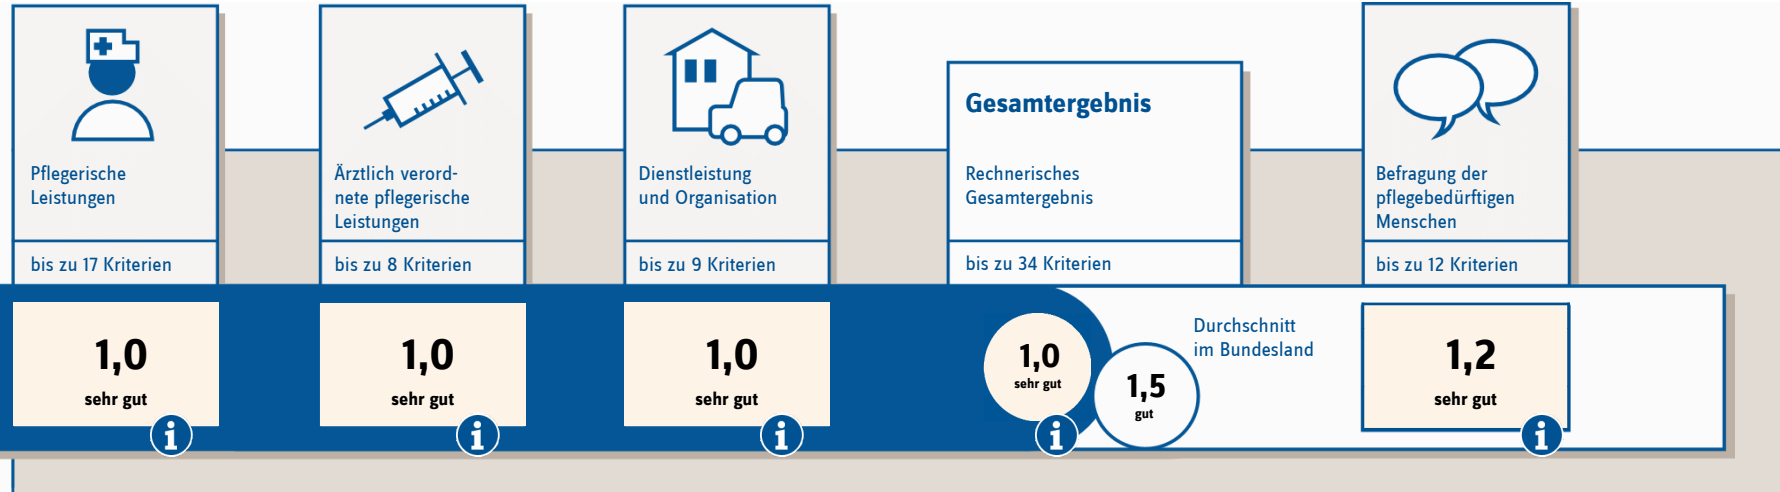 Pflegerische
Leistungen
bis zu 17 Kriterien
1,0
sehr gut
i
Ärztlich verord-
nete pflegerische
Leistungen
bis zu 8 Kriterien
1,0
sehr gut
i
Dienstleistung
und Organisation
bis zu 9 Kriterien
1,0
sehr gut
i
Gesamtergebnis
Rechnerisches
Gesamtergebnis
bis zu 34 Kriterien
1,0
sehr gut
i
1,5
gut
Durchschnitt
im Bundesland
Befragung der
pflegebedürftigen
Menschen
bis zu 12 Kriterien
1,2
sehr gut
i